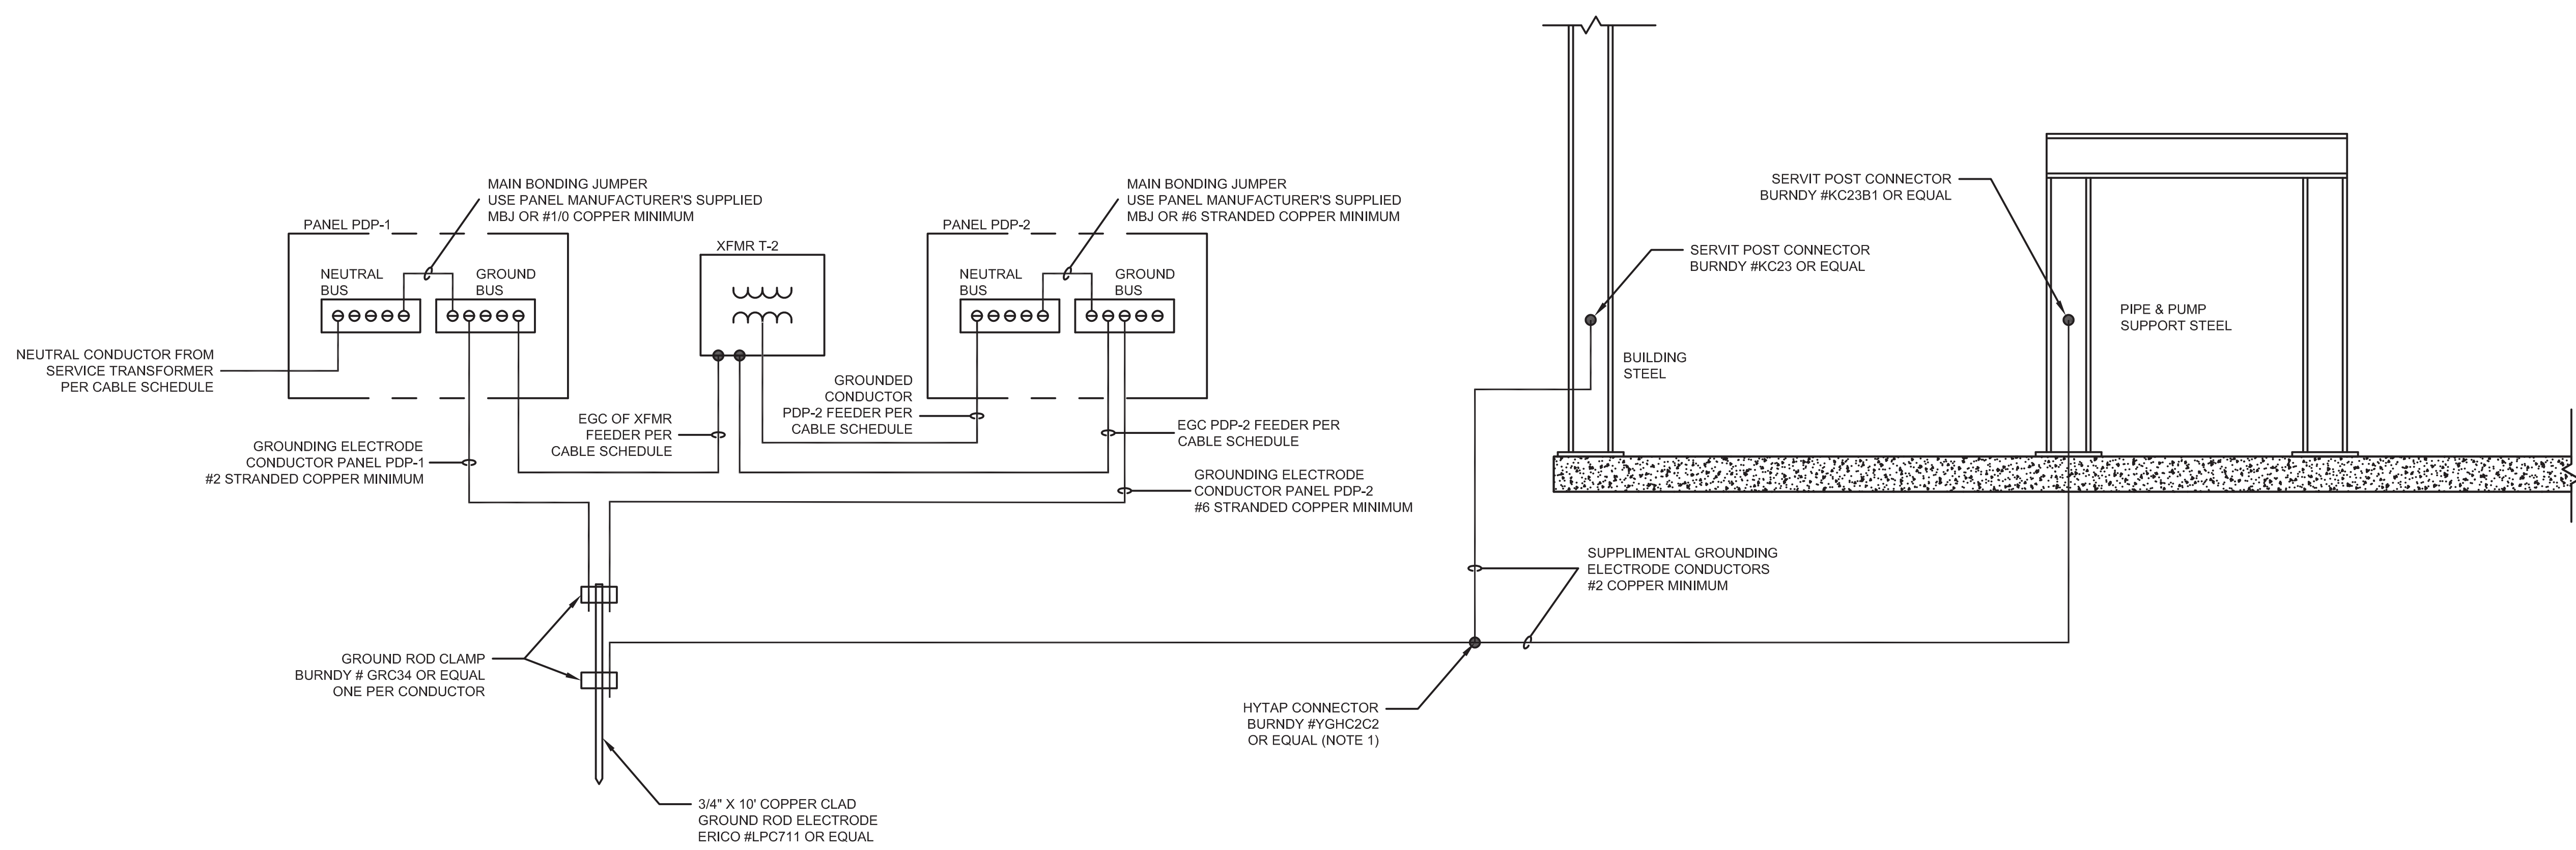 MAIN BONDING JUMPER
USE PANEL MANUFACTURER'S SUPPLIED
MBJ OR #1/0 COPPER MINIMUM
PANEL PDP-1
NEUTRAL
BUS
GROUND
BUS
NEUTRAL CONDUCTOR FROM
SERVICE TRANSFORMER
PER CABLE SCHEDULE
GROUNDING ELECTRODE
CONDUCTOR PANEL PDP-1
#2 STRANDED COPPER MINIMUM
XFMR T-2
EGC OF XFMR
FEEDER PER
CABLE SCHEDULE
GROUNDED
CONDUCTOR
PDP-2 FEEDER PER
CABLE SCHEDULE
MAIN BONDING JUMPER
USE PANEL MANUFACTURER'S SUPPLIED
MBJ OR #6 STRANDED COPPER MINIMUM
PANEL PDP-2
NEUTRAL
BUS
GROUND
BUS
EGC PDP-2 FEEDER PER
CABLE SCHEDULE
GROUNDING ELECTRODE
CONDUCTOR PANEL PDP-2
#6 STRANDED COPPER MINIMUM
SERVIT POST CONNECTOR
BURNDY #KC23B1 OR EQUAL
SERVIT POST CONNECTOR
BURNDY #KC23 OR EQUAL
BUILDING
STEEL
PIPE & PUMP
SUPPORT STEEL
SUPPLIMENTAL GROUNDING
ELECTRODE CONDUCTORS
#2 COPPER MINIMUM
GROUND ROD CLAMP
BURNDY # GRC34 OR EQUAL
ONE PER CONDUCTOR
HYTAP CONNECTOR
BURNDY #YGHC2C2
OR EQUAL (NOTE 1)
3/4" X 10' COPPER CLAD
GROUND ROD ELECTRODE
ERICO #LPC711 OR EQUAL